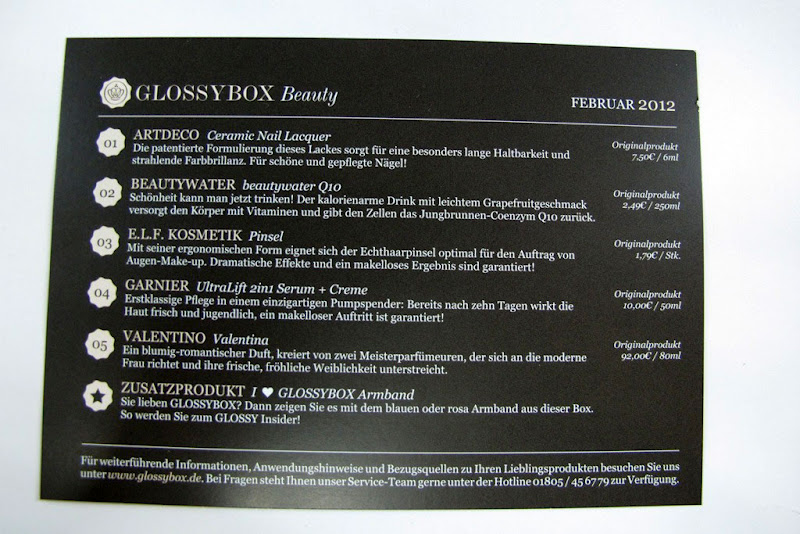 GLOSSYBOX Beauty
FEBRUAR 2012
01 ARTDECO Ceramic Nail Lacquer
Die patentierte Formulierung dieses Lackes sorgt für eine besonders lange Haltbarkeit und
strahlende Farbbrillanz. Für schöne und gepflegte Nägel!
Originalprodukt
7,50€ / 6ml
02 BEAUTYWATER beautywater Q10
Schönheit kann man jetzt trinken! Der kalorienarme Drink mit leichtem Grapefruitgeschmack
versorgt den Körper mit Vitaminen und gibt den Zellen das Jungbrunnen-Coenzym Q10 zurück.
Originalprodukt
2,49€ / 250ml
03 E.L.F. KOSMETIK Pinsel
Mit seiner ergonomischen Form eignet sich der Echthaarpinsel optimal für den Auftrag von
Augen-Make-up. Dramatische Effekte und ein makelloses Ergebnis sind garantiert!
Originalprodukt
1,79€ / Stk.
04 GARNIER UltraLift 2in1 Serum + Creme
Erstklassige Pflege in einem einzigartigen Pumpspender: Bereits nach zehn Tagen wirkt die
Haut frisch und jugendlich, ein makelloser Auftritt ist garantiert!
Originalprodukt
10,00€ / 50ml
05 VALENTINO Valentina
Ein blumig-romantischer Duft, kreiert von zwei Meisterparfümeuren, der sich an die moderne
Frau richtet und ihre frische, fröhliche Weiblichkeit unterstreicht.
Originalprodukt
92,00€ / 80ml
ZUSATZPRODUKT I ♥ GLOSSYBOX Armband
Sie lieben GLOSSYBOX? Dann zeigen Sie es mit dem blauen oder rosa Armband aus dieser Box.
So werden Sie zum GLOSSY Insider!
Für weiterführende Informationen, Anwendungshinweise und Bezugsquellen zu Ihren Lieblingsprodukten besuchen Sie uns
unter www.glossybox.de. Bei Fragen steht Ihnen unser Service-Team gerne unter der Hotline 01805 / 45 67 79 zur Verfügung.